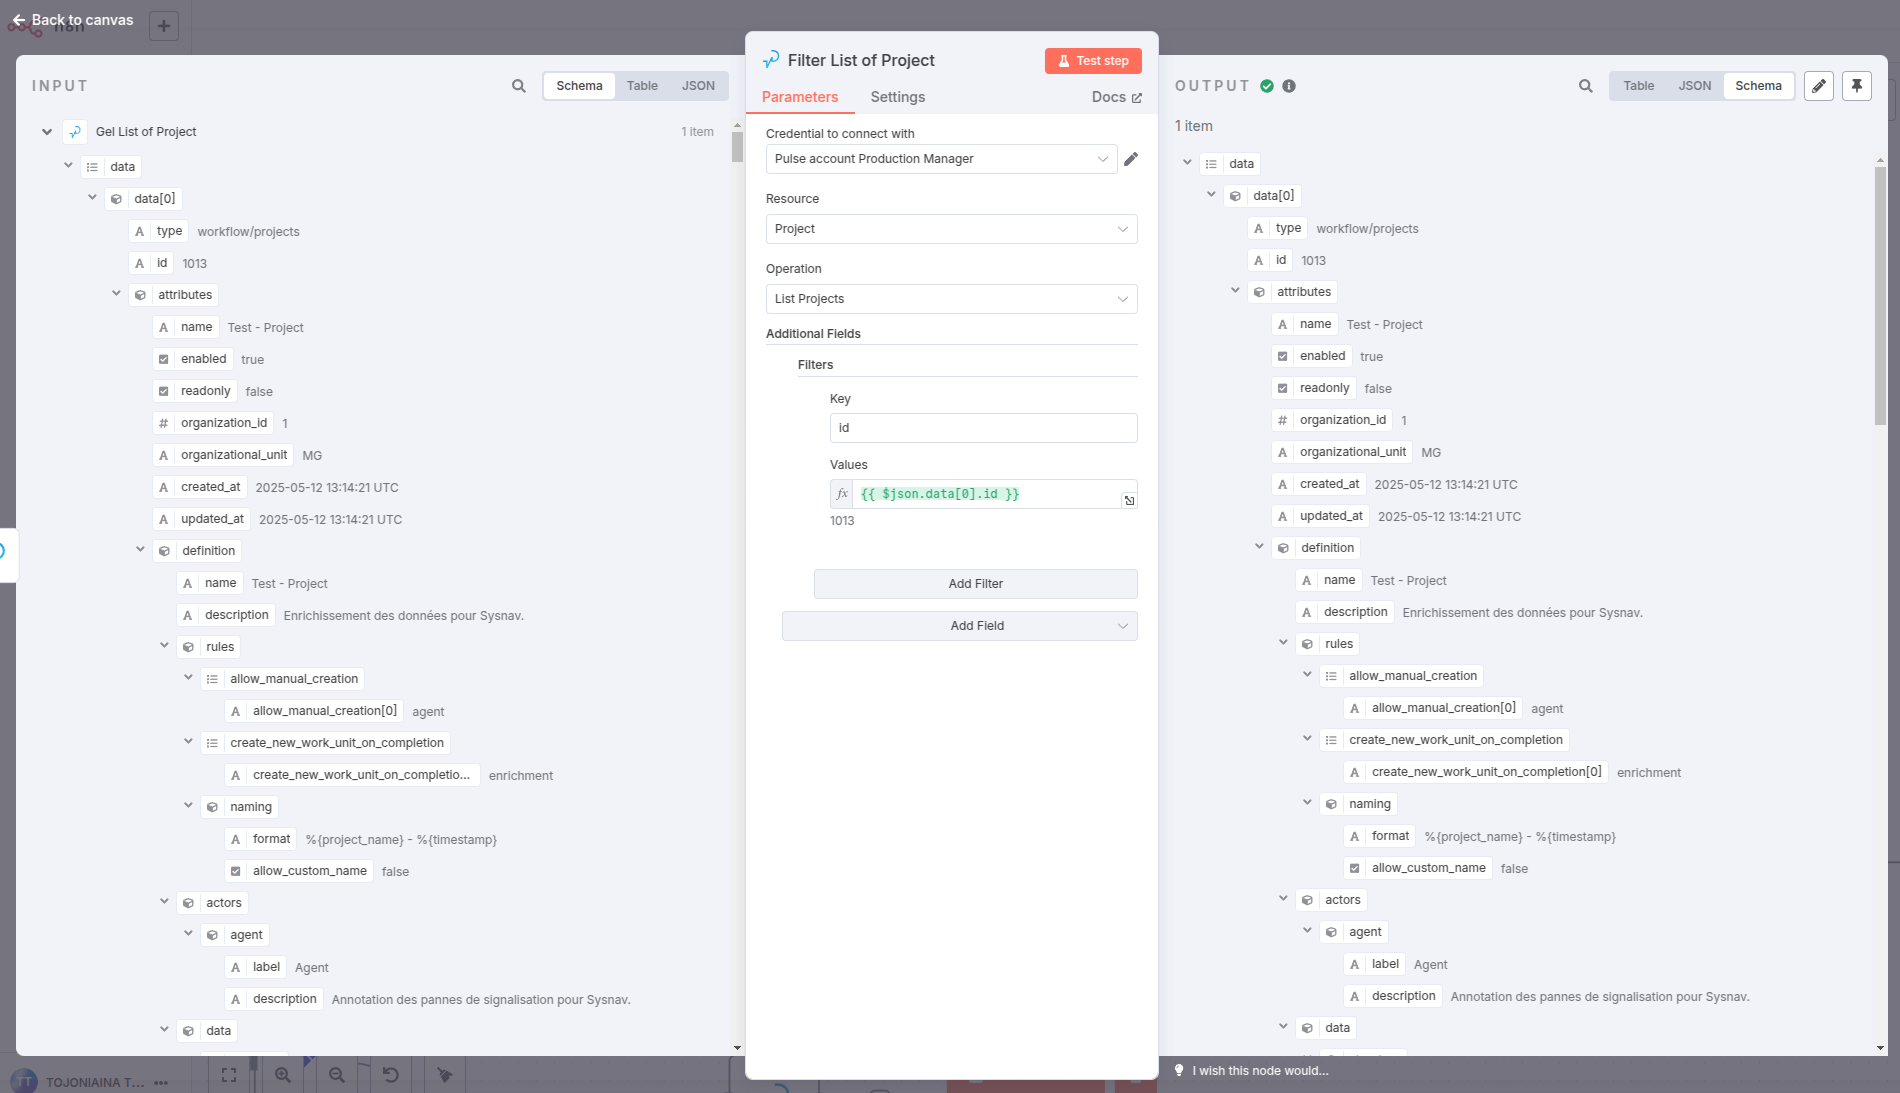 Back to canvas
n8n
INPUT
Schema
Table
JSON
Gel List of Project
1 item
data
data[0]
A type workflow/projects
A id 1013
attributes
A name Test - Project
enabled true
readonly false
# organization_id 1
A organizational_unit MG
A created_at 2025-05-12 13:14:21 UTC
A updated_at 2025-05-12 13:14:21 UTC
definition
A name Test - Project
A description Enrichissement des données pour Sysnav.
rules
allow_manual_creation
A allow_manual_creation[0] agent
create_new_work_unit_on_completion
A create_new_work_unit_on_completio... enrichment
naming
A format %{project_name} - %{timestamp}
allow_custom_name false
actors
agent
A label Agent
A description Annotation des pannes de signalisation pour Sysnav.
data
TT TOJONIAINA T... •••
Filter List of Project
Test step
Parameters
Settings
Docs
Credential to connect with
Pulse account Production Manager
Resource
Project
Operation
List Projects
Additional Fields
Filters
Key
id
Values
fx {{ $json.data[0].id }}
1013
Add Filter
Add Field
OUTPUT
Table
JSON
Schema
1 item
data
data[0]
A type workflow/projects
A id 1013
attributes
A name Test - Project
enabled true
readonly false
# organization_id 1
A organizational_unit MG
A created_at 2025-05-12 13:14:21 UTC
A updated_at 2025-05-12 13:14:21 UTC
definition
A name Test - Project
A description Enrichissement des données pour Sysnav.
rules
allow_manual_creation
A allow_manual_creation[0] agent
create_new_work_unit_on_completion
A create_new_work_unit_on_completion[0] enrichment
naming
A format %{project_name} - %{timestamp}
allow_custom_name false
actors
agent
A label Agent
A description Annotation des pannes de signalisation pour Sysnav.
data
I wish this node would...